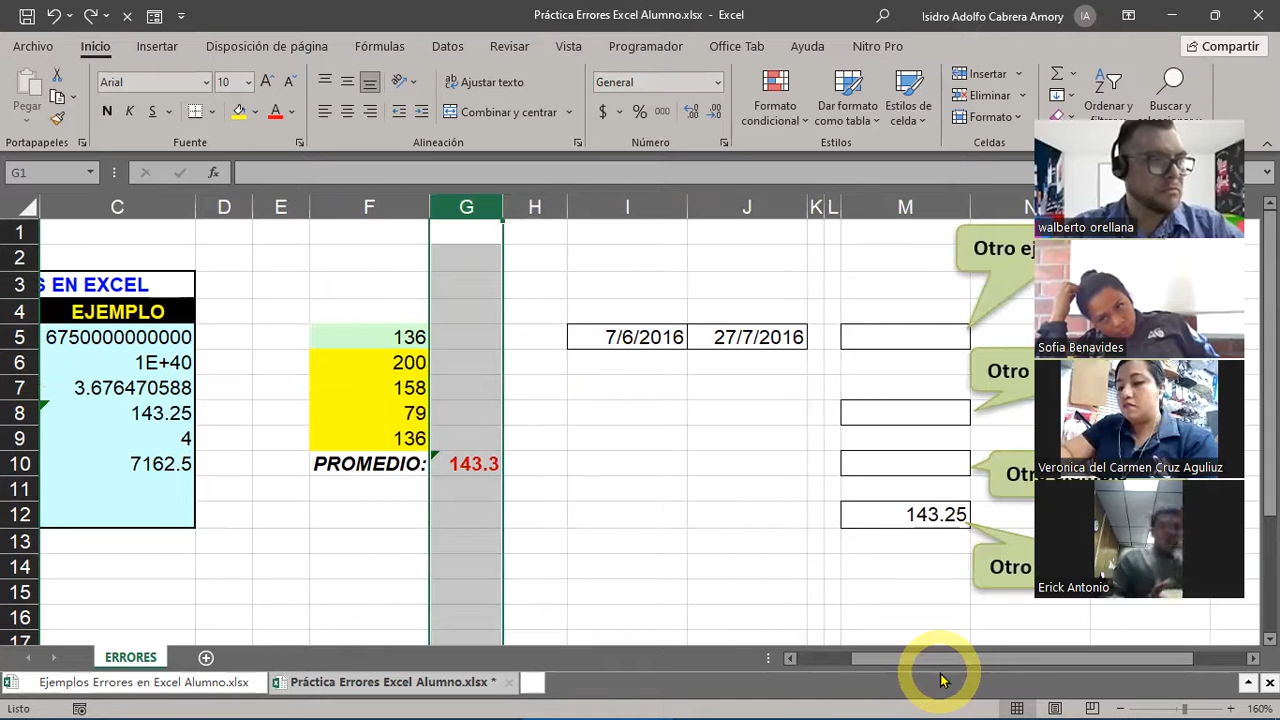 Práctica Errores Excel Alumno.xlsx - Excel
Isidro Adolfo Cabrera Amory
IA
Archivo Inicio Insertar Disposición de página Fórmulas Datos Revisar Vista Programador Office Tab Ayuda Nitro Pro Compartir
Pegar
Arial 10
N K S
Ajustar texto
Combinar y centrar
General
$ % 000
Formato condicional
Dar formato como tabla
Estilos de celda
Insertar
Eliminar
Formato
Ordenar y
Buscar y
Portapapeles Fuente Alineación Número Estilos Celdas
G1 fx
C D E F G H I J K L M N
1
2
3 S EN EXCEL
4 EJEMPLO
5 6750000000000 136 7/6/2016 27/7/2016
6 1E+40 200
7 3.676470588 158
8 143.25 79
9 4 136
10 7162.5 PROMEDIO: 143.3
11
12 143.25
13
14
15
16
17
Otro
Otro
Otro
walberto orellana
Sofia Benavides
Veronica del Carmen Cruz Aguliuz
Erick Antonio
ERRORES
Ejemplos Errores en Excel Alumno.xlsx Práctica Errores Excel Alumno.xlsx *
Listo 160%